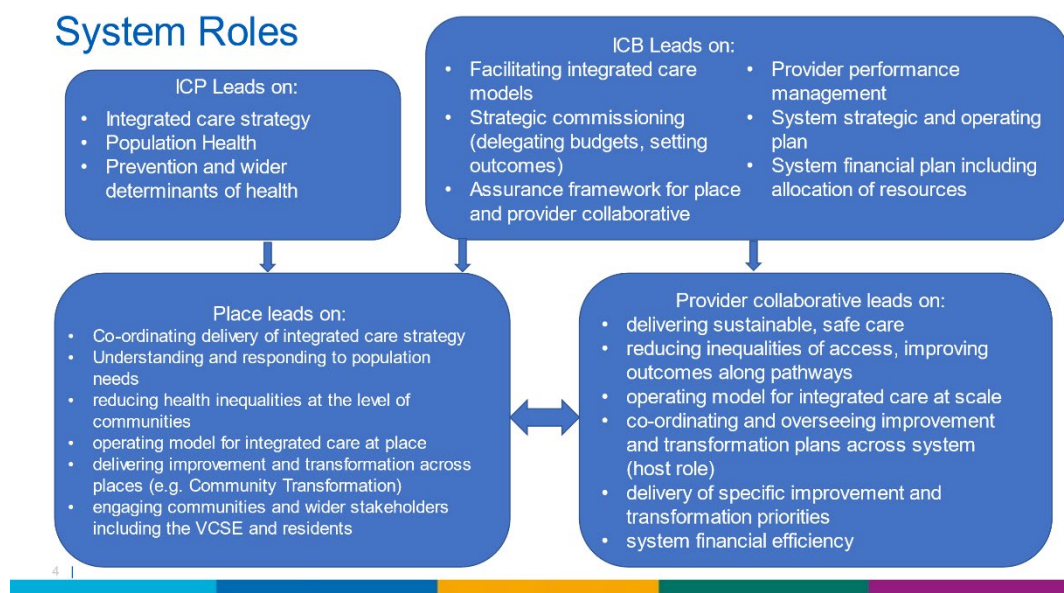 System Roles
ICP Leads on:
• Integrated care strategy
• Population Health
• Prevention and wider
determinants of health
ICB Leads on:
• Facilitating integrated care
models
• Strategic commissioning
(delegating budgets, setting
outcomes)
• Assurance framework for place
and provider collaborative
• Provider performance
management
• System strategic and operating
plan
• System financial plan including
allocation of resources
Place leads on:
• Co-ordinating delivery of integrated care strategy
• Understanding and responding to population
needs
• reducing health inequalities at the level of
communities
• operating model for integrated care at place
• delivering improvement and transformation across
places (e.g. Community Transformation)
• engaging communities and wider stakeholders
including the VCSE and residents
Provider collaborative leads on:
• delivering sustainable, safe care
• reducing inequalities of access, improving
outcomes along pathways
• operating model for integrated care at scale
• co-ordinating and overseeing improvement
and transformation plans across system
(host role)
• delivery of specific improvement and
transformation priorities
• system financial efficiency
4 |